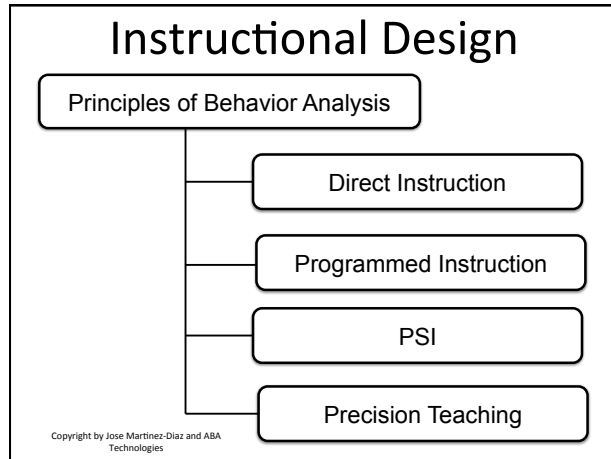 Instructional Design
Principles of Behavior Analysis
Direct Instruction
Programmed Instruction
PSI
Precision Teaching
Copyright by Jose Martinez-Diaz and ABA
Technologies